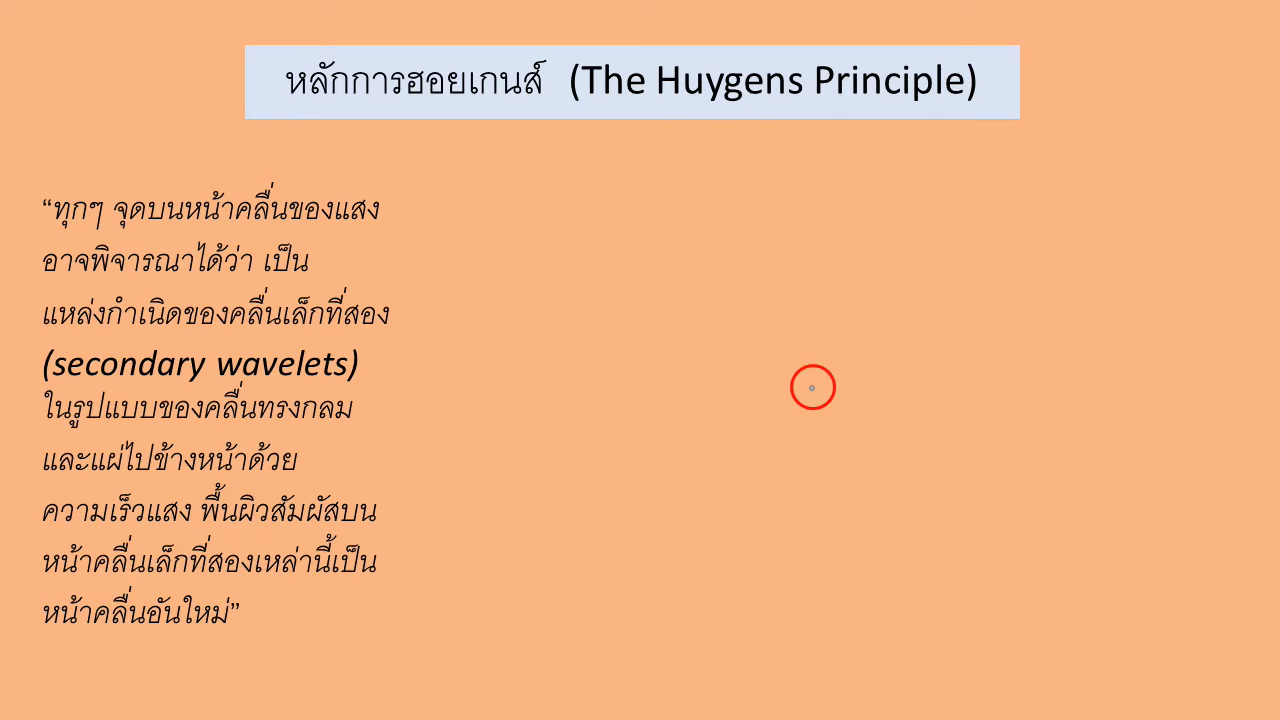 หลักการฮอยเกนส์ (The Huygens Principle)
“ทุกๆ จุดบนหน้าคลื่นของแสง
อาจพิจารณาได้ว่า เป็น
แหล่งกำเนิดของคลื่นเล็กที่สอง
(secondary wavelets)
ในรูปแบบของคลื่นทรงกลม
และแผ่ไปข้างหน้าด้วย
ความเร็วแสง พื้นผิวสัมผัสบน
หน้าคลื่นเล็กที่สองเหล่านี้เป็น
หน้าคลื่นอันใหม่”